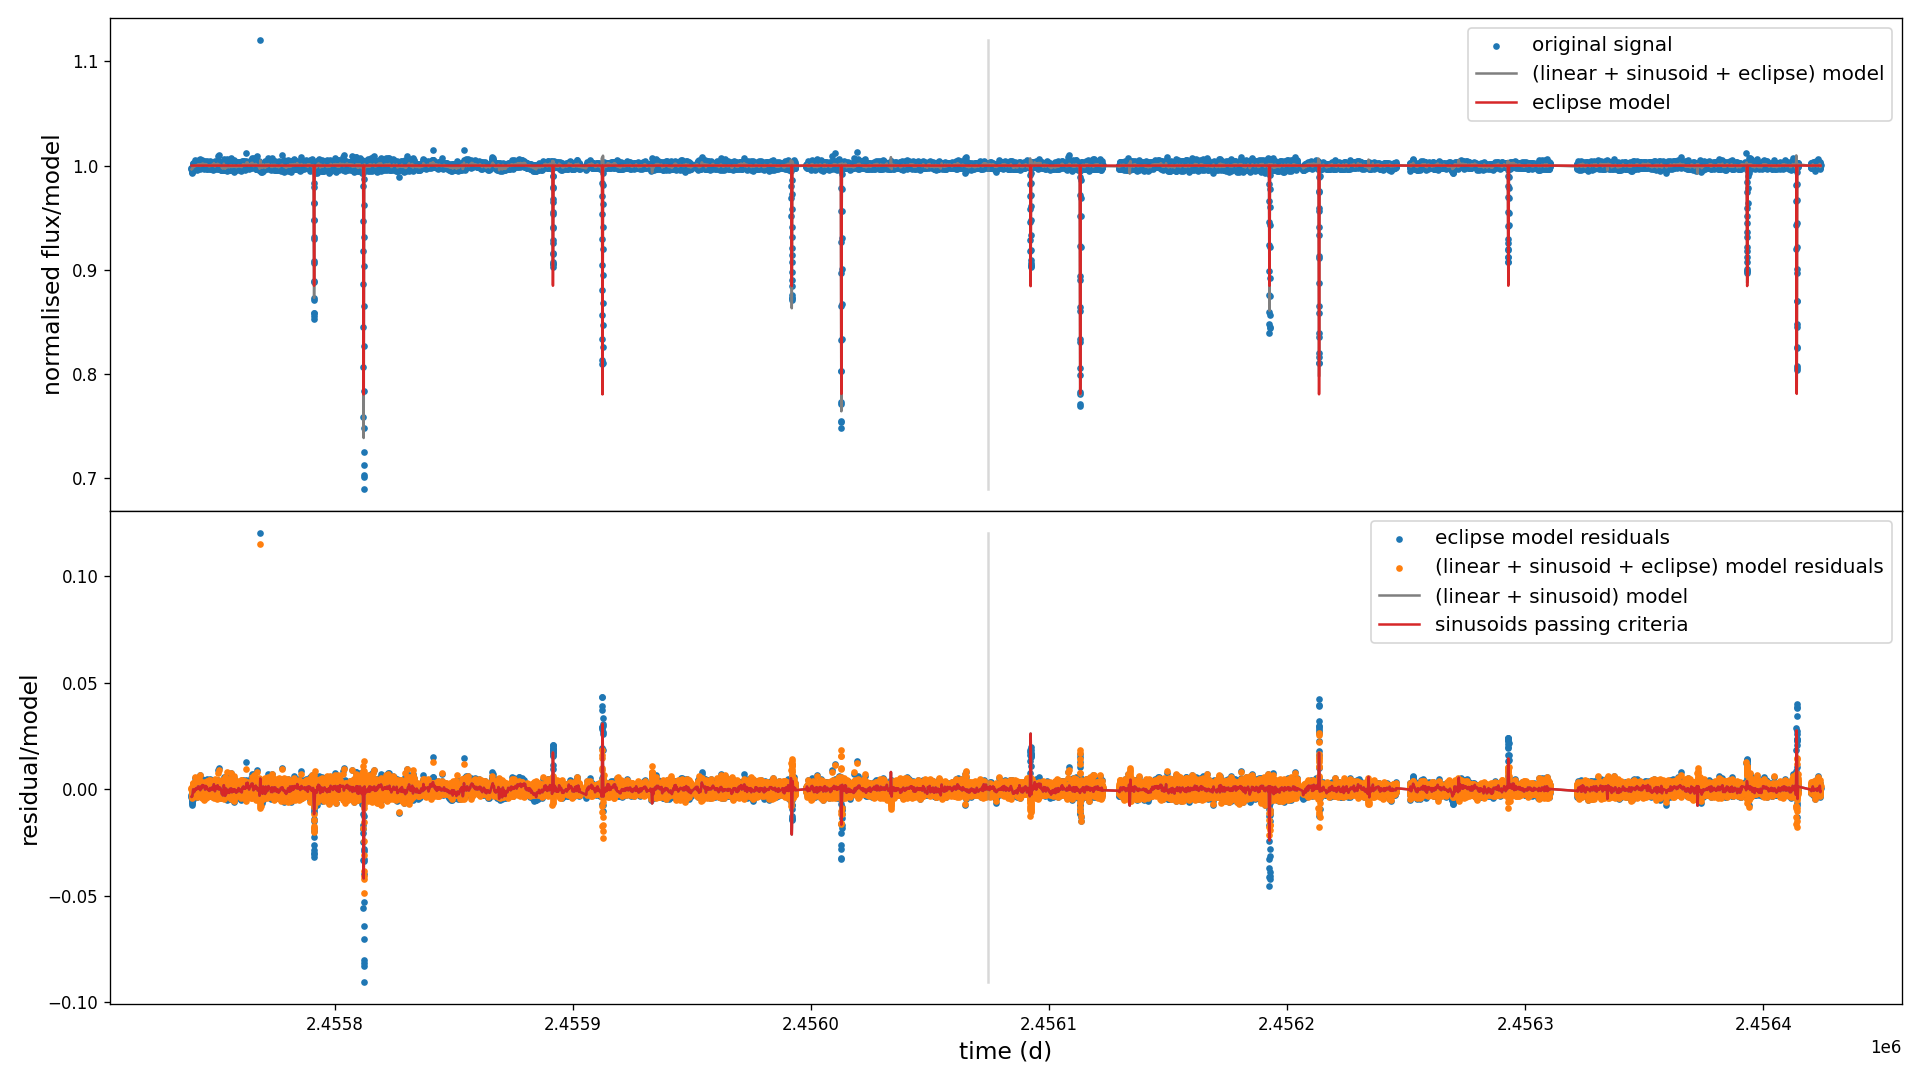 original signal
(linear + sinusoid + eclipse) model
eclipse model
1.1
1.0
0.9
0.8
0.7
normalised flux/model
eclipse model residuals
(linear + sinusoid + eclipse) model residuals
(linear + sinusoid) model
sinusoids passing criteria
0.10
0.05
0.00
−0.05
−0.10
residual/model
2.4558 2.4559 2.4560 2.4561 2.4562 2.4563 2.4564
1e6
time (d)